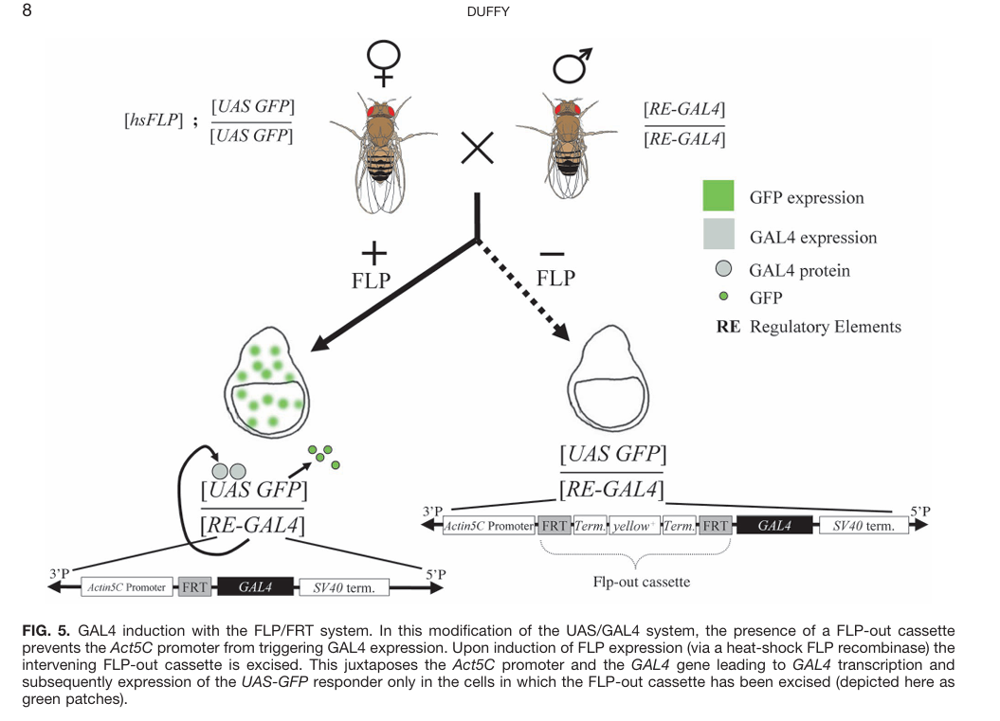 8
DUFFY
[hsFLP] ; [UAS GFP]
[UAS GFP]
[RE-GAL4]
[RE-GAL4]
GFP expression
GAL4 expression
GAL4 protein
GFP
RE Regulatory Elements
+
FLP
−
FLP
[UAS GFP]
[RE-GAL4]
3'P
5'P
Actin5C Promoter FRT GAL4 SV40 term.
[UAS GFP]
[RE-GAL4]
3'P
5'P
Actin5C Promoter FRT Term. yellow+ Term. FRT GAL4 SV40 term.
Flp-out cassette
FIG. 5. GAL4 induction with the FLP/FRT system. In this modification of the UAS/GAL4 system, the presence of a FLP-out cassette
prevents the Act5C promoter from triggering GAL4 expression. Upon induction of FLP expression (via a heat-shock FLP recombinase) the
intervening FLP-out cassette is excised. This juxtaposes the Act5C promoter and the GAL4 gene leading to GAL4 transcription and
subsequently expression of the UAS-GFP responder only in the cells in which the FLP-out cassette has been excised (depicted here as
green patches).